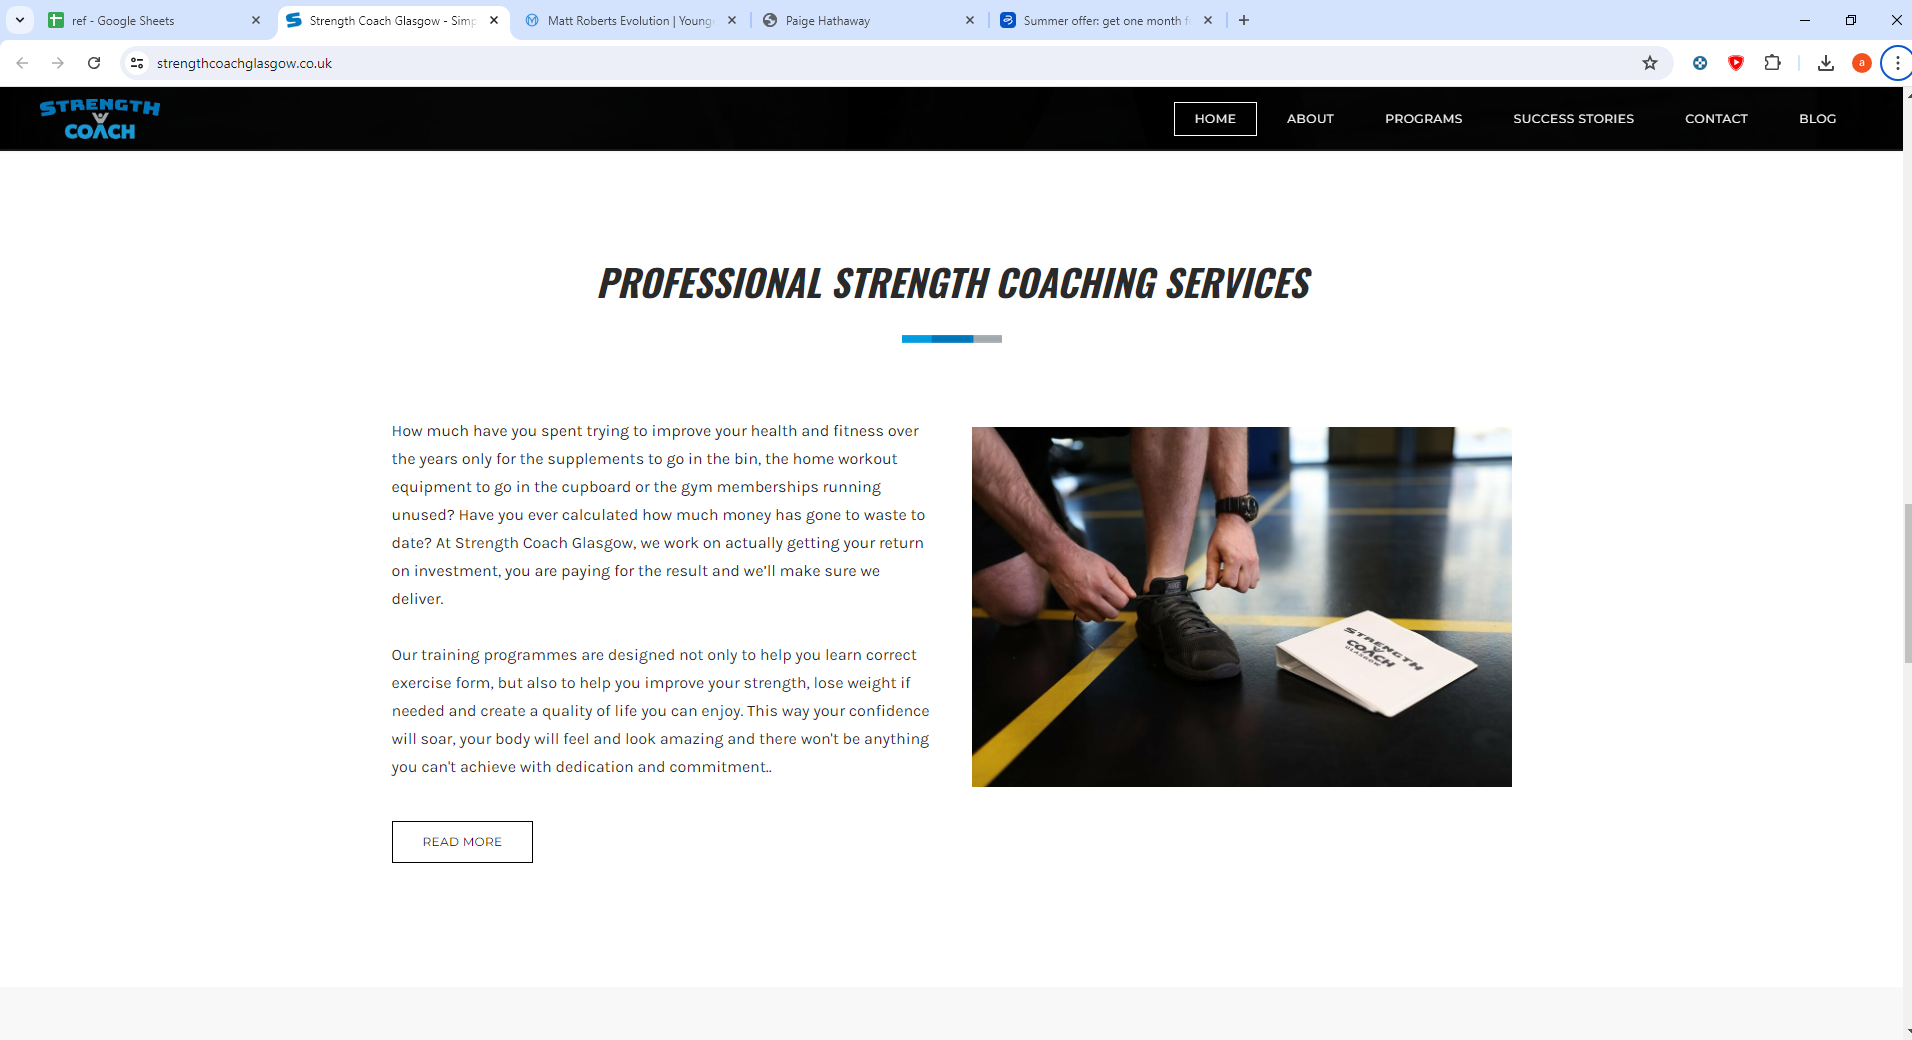 ref - Google Sheets
Strength Coach Glasgow - Simp
Matt Roberts Evolution | Young
Paige Hathaway
Summer offer: get one month f
strengthcoachglasgow.co.uk
a
STRENGTH
COACH
HOME
ABOUT
PROGRAMS
SUCCESS STORIES
CONTACT
BLOG
PROFESSIONAL STRENGTH COACHING SERVICES
How much have you spent trying to improve your health and fitness over
the years only for the supplements to go in the bin, the home workout
equipment to go in the cupboard or the gym memberships running
unused? Have you ever calculated how much money has gone to waste to
date? At Strength Coach Glasgow, we work on actually getting your return
on investment, you are paying for the result and we’ll make sure we
deliver.
Our training programmes are designed not only to help you learn correct
exercise form, but also to help you improve your strength, lose weight if
needed and create a quality of life you can enjoy. This way your confidence
will soar, your body will feel and look amazing and there won't be anything
you can't achieve with dedication and commitment..
STRENGTH
COACH
GLASGOW
READ MORE